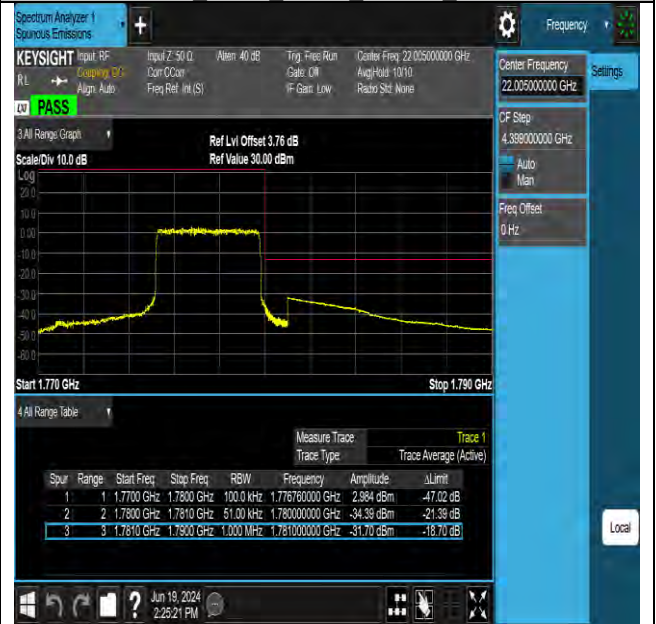 Spectrum Analyzer 1
Spurious Emissions
+
Frequency
KEYSIGHT Input: RF Input Z: 50 Ω Atten: 40 dB Trig: Free Run Center Freq: 22.005000000 GHz
RL Coupling: DC Corr CCorr Gate: Off Avg|Hold: 10/10
Align: Auto Freq Ref: Int (S) IF Gain: Low Radio Std: None
LXI PASS
Center Frequency
22.005000000 GHz
Settings
CF Step
4.399000000 GHz
Auto
Man
Freq Offset
0 Hz
3 All Range Graph
Ref Lvl Offset 3.76 dB
Scale/Div 10.0 dB Ref Value 30.00 dBm
Log
20.0
10.0
0.00
-10.0
-20.0
-30.0
-40.0
-50.0
-60.0
Start 1.770 GHz Stop 1.790 GHz
4 All Range Table
Measure Trace Trace 1
Trace Type Trace Average (Active)
Spur Range Start Freq Stop Freq RBW Frequency Amplitude ΔLimit
1 1 1.7700 GHz 1.7800 GHz 100.0 kHz 1.776760000 GHz 2.984 dBm -47.02 dB
2 2 1.7800 GHz 1.7810 GHz 51.00 kHz 1.780000000 GHz -34.39 dBm -21.39 dB
3 3 1.7810 GHz 1.7900 GHz 1.000 MHz 1.781000000 GHz -31.70 dBm -18.70 dB
Local
? Jun 19, 2024
2:25:21 PM